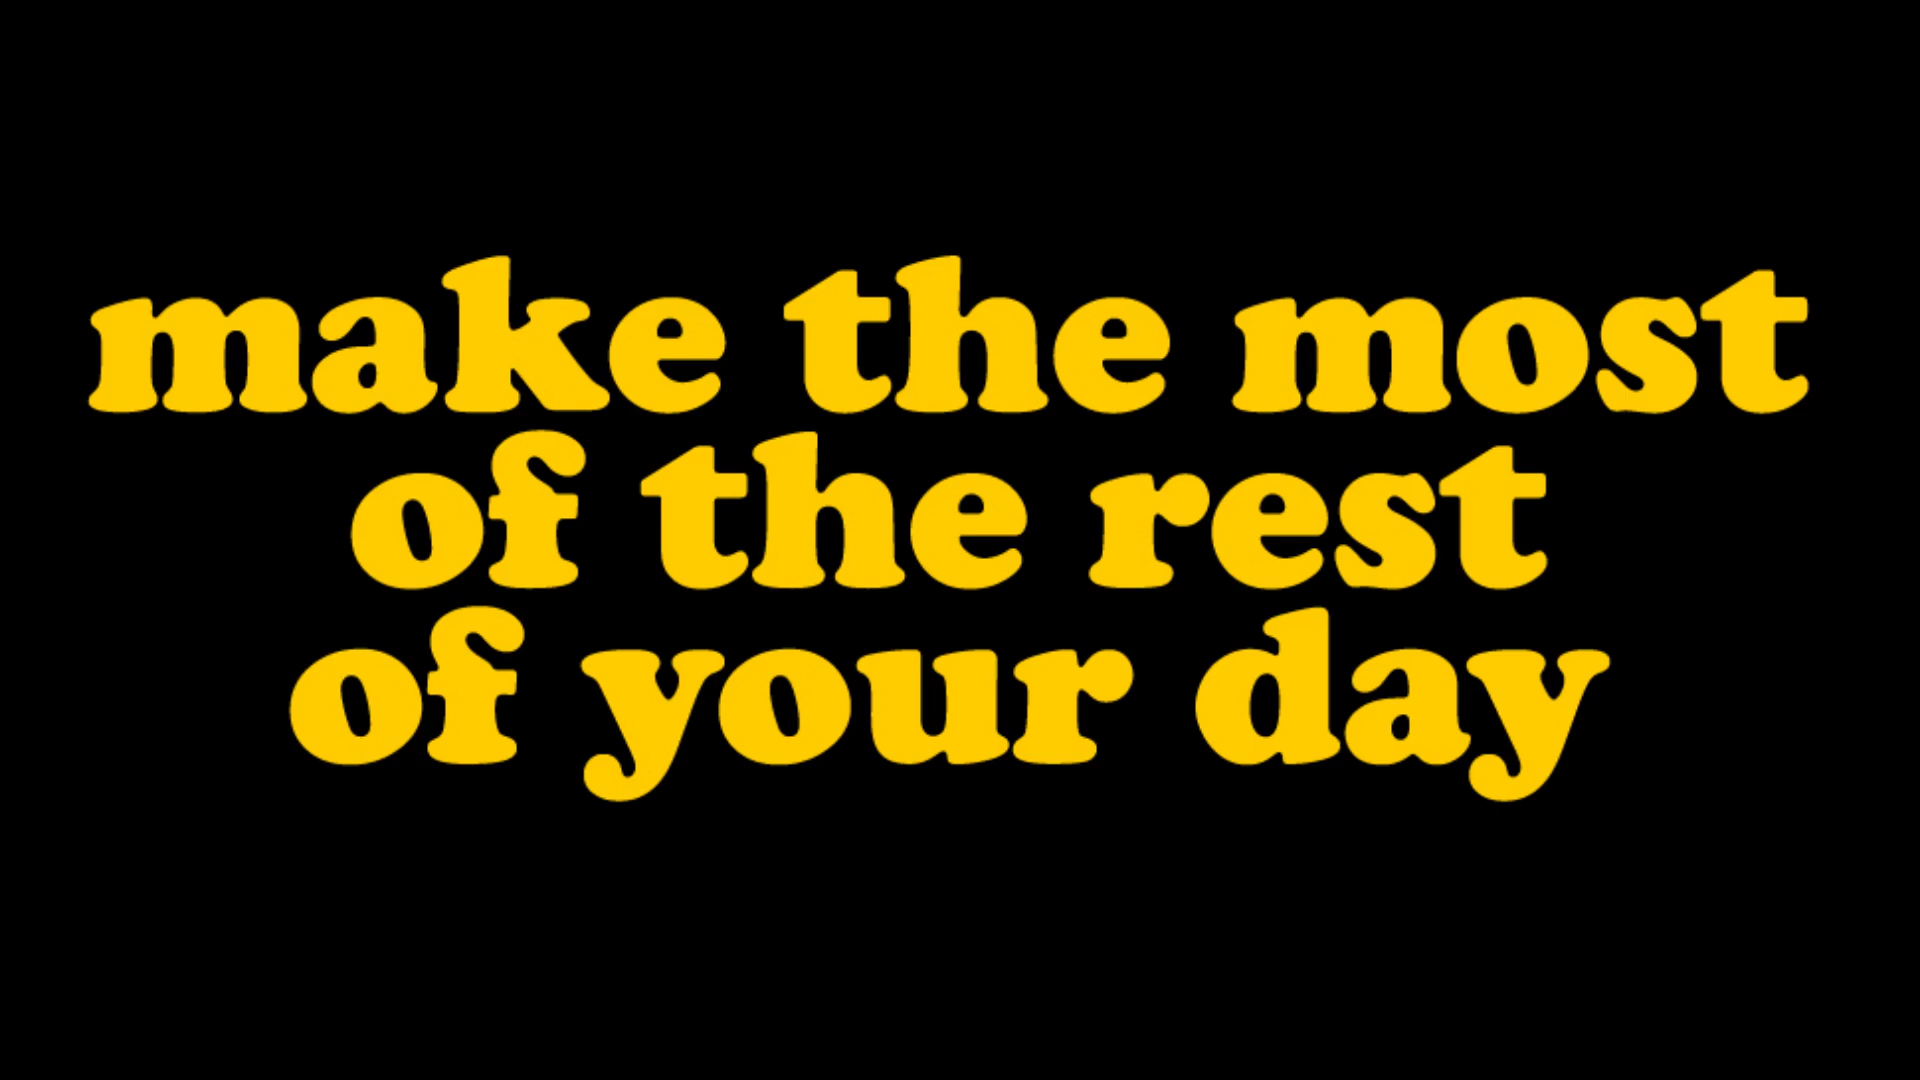 make the most
of the rest
of your day